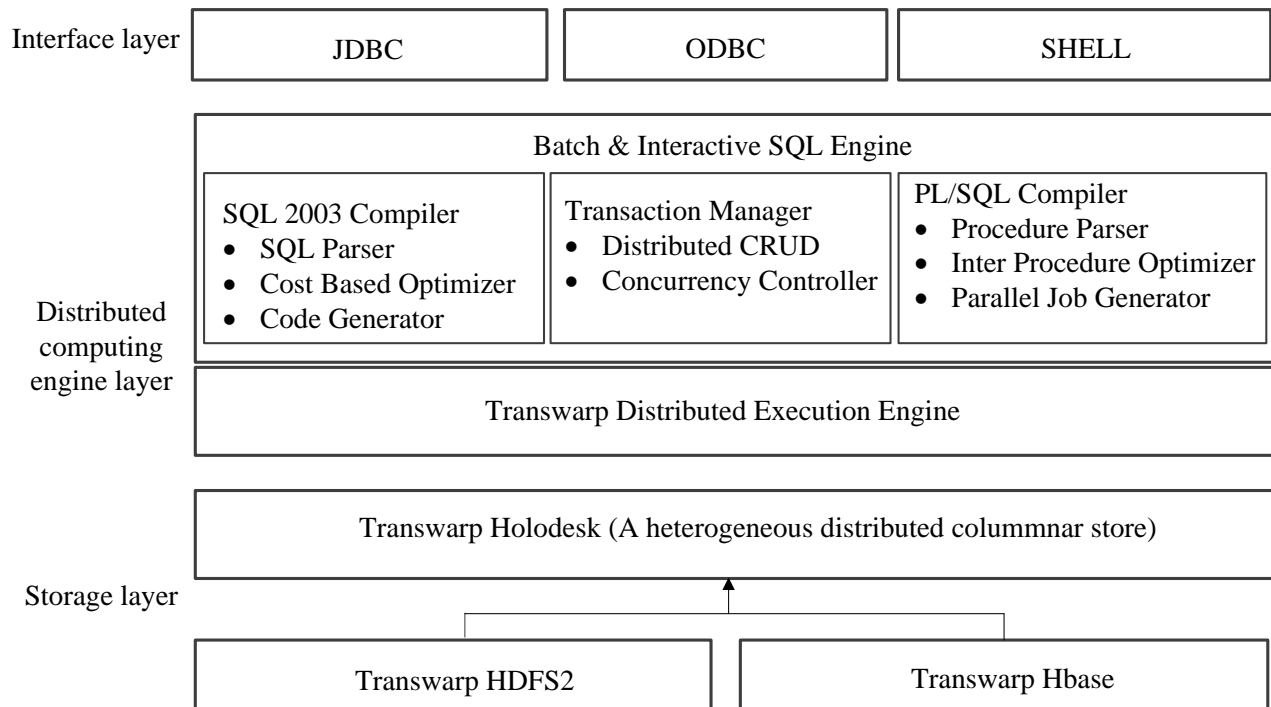 Interface layer
JDBC
ODBC
SHELL
Batch & Interactive SQL Engine
SQL 2003 Compiler
• SQL Parser
• Cost Based Optimizer
• Code Generator
Transaction Manager
• Distributed CRUD
• Concurrency Controller
PL/SQL Compiler
• Procedure Parser
• Inter Procedure Optimizer
• Parallel Job Generator
Distributed
computing
engine layer
Transwarp Distributed Execution Engine
Transwarp Holodesk (A heterogeneous distributed colummnar store)
Storage layer
Transwarp HDFS2
Transwarp Hbase